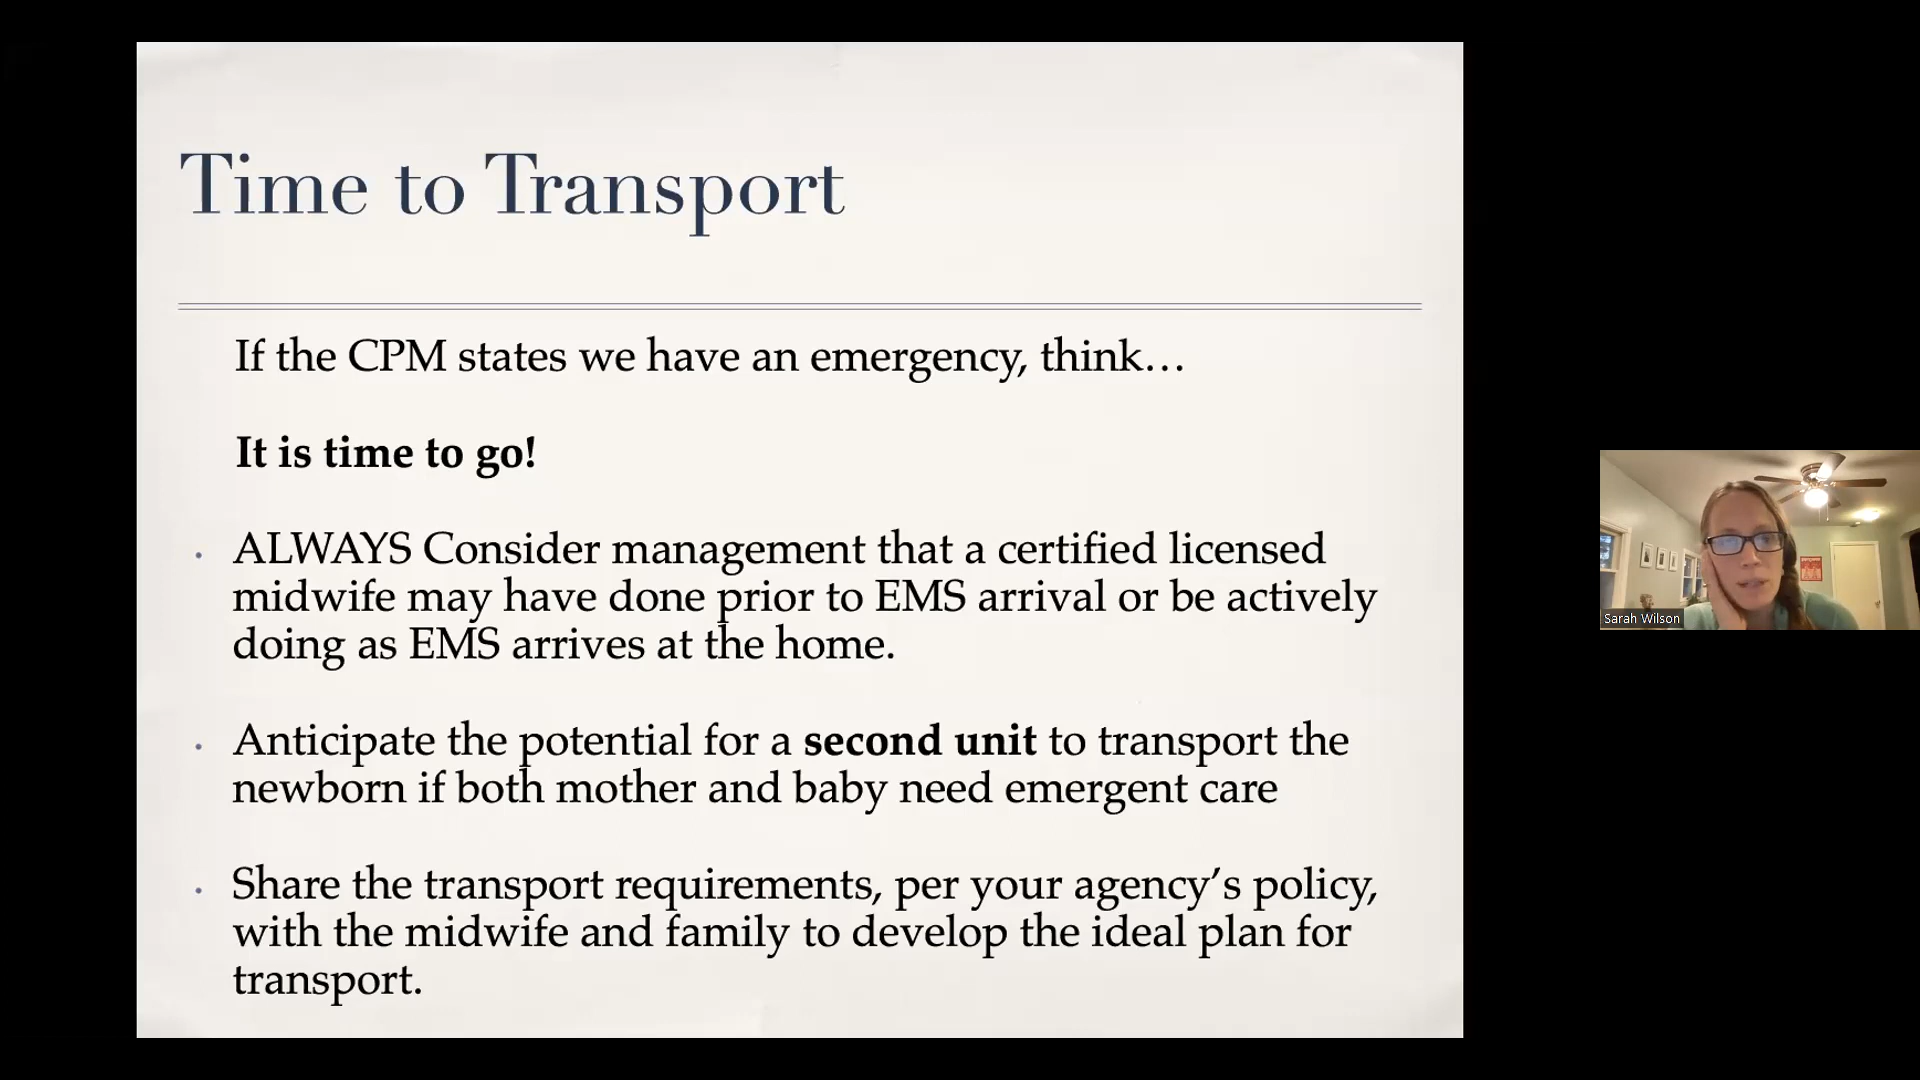 Time to Transport
If the CPM states we have an emergency, think…
It is time to go!
• ALWAYS Consider management that a certified licensed
midwife may have done prior to EMS arrival or be actively
doing as EMS arrives at the home.
• Anticipate the potential for a second unit to transport the
newborn if both mother and baby need emergent care
• Share the transport requirements, per your agency’s policy,
with the midwife and family to develop the ideal plan for
transport.
Sarah Wilson